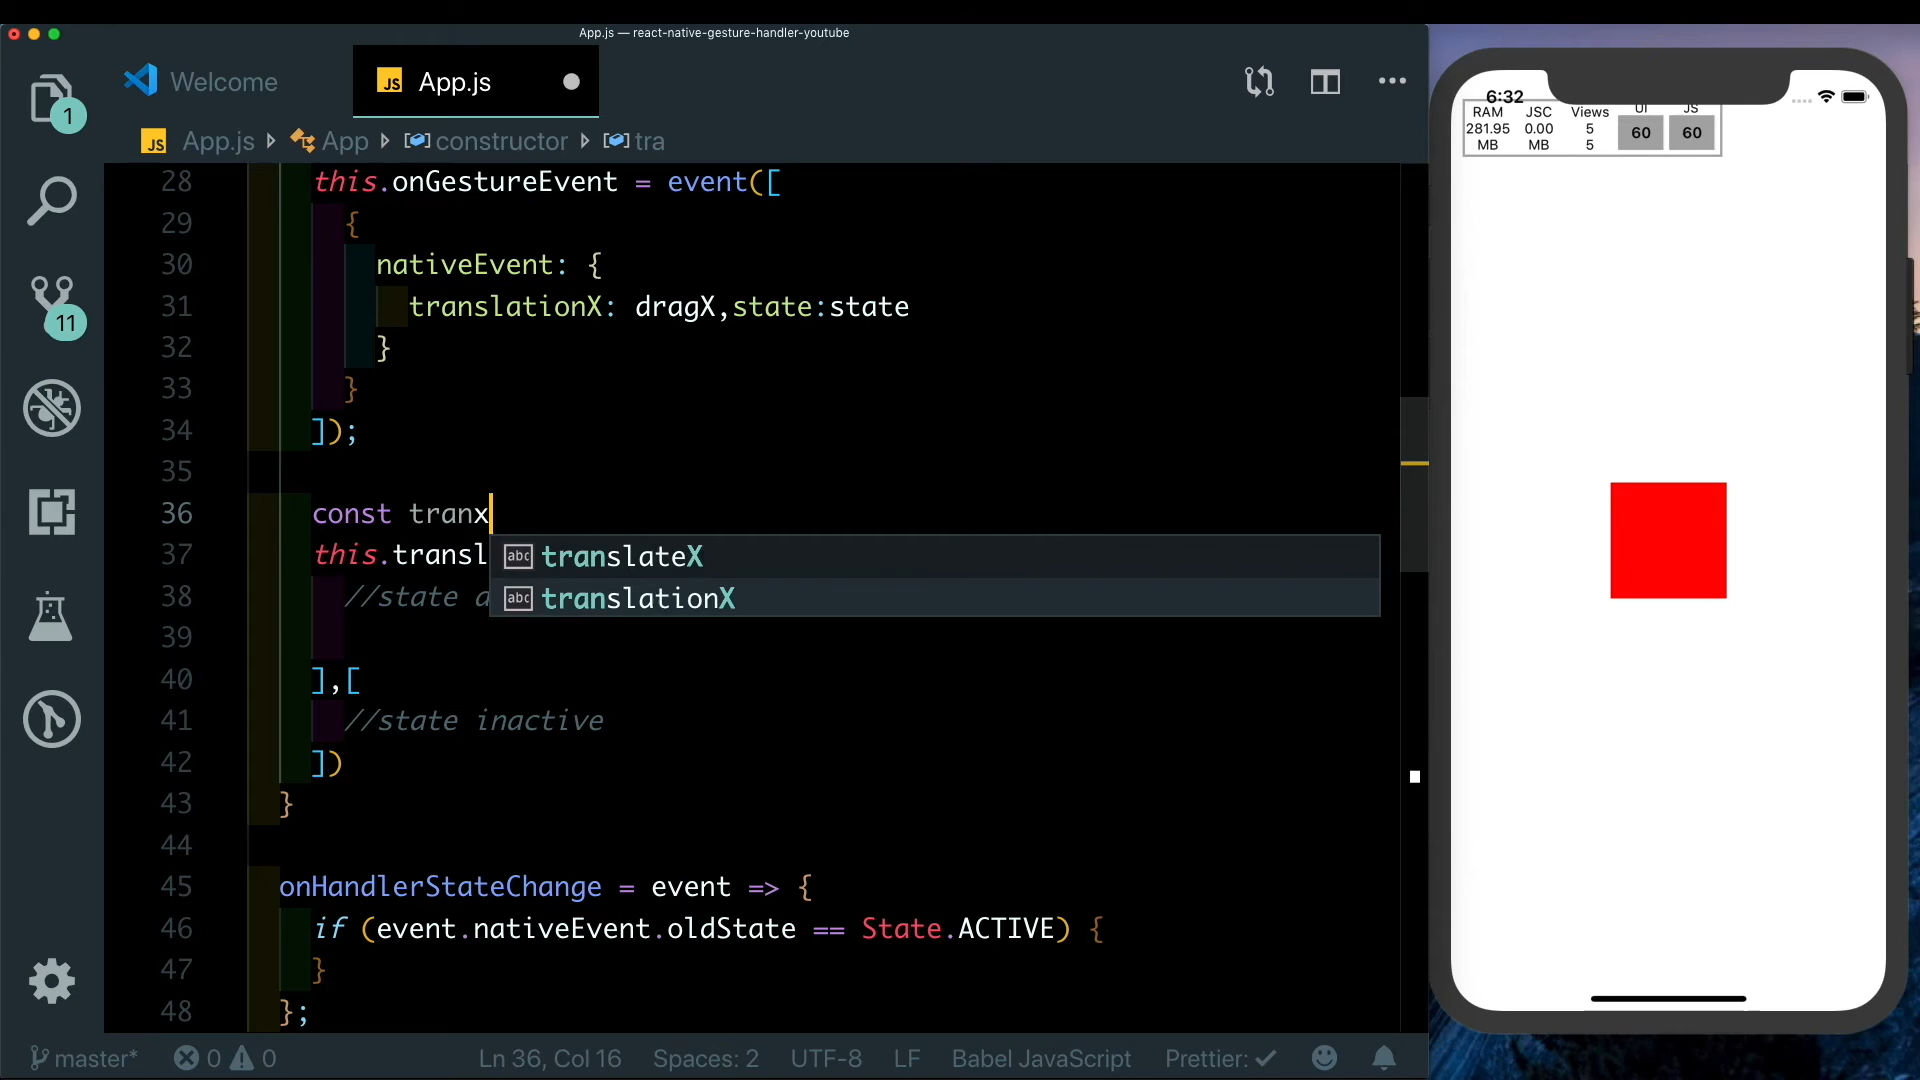 App.js — react-native-gesture-handler-youtube
Welcome
JS App.js
1
JS App.js App constructor tra
28 this.onGestureEvent = event([
29 {
30 nativeEvent: {
31 translationX: dragX,state:state
32 }
33 }
34 ]);
35
36 const tranx
abc translateX
abc translationX
37 this.transl
38 //state a
39
40 ],[
41 //state inactive
42 ])
43 }
44
45 onHandlerStateChange = event => {
46 if (event.nativeEvent.oldState == State.ACTIVE) {
47 }
48 };
11
master* 0 0 Ln 36, Col 16 Spaces: 2 UTF-8 LF Babel JavaScript Prettier: ✓
6:32
RAM JSC Views UI JS
281.95 0.00 5 60 60
MB MB 5